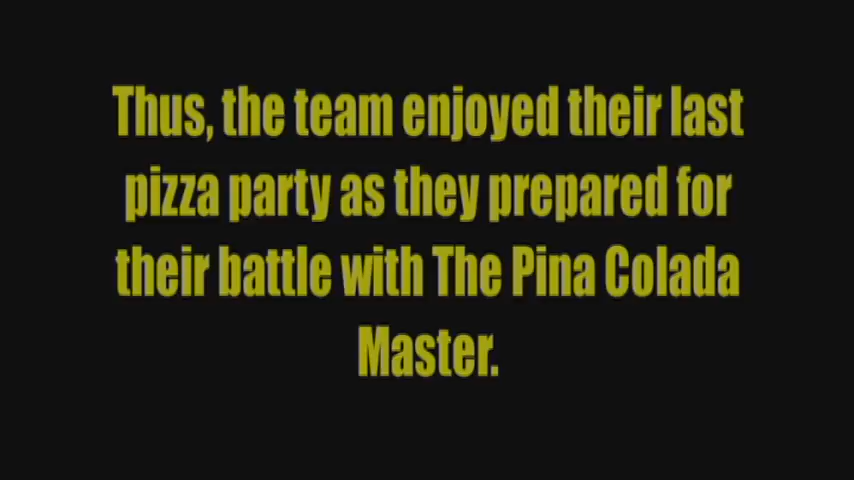 Thus, the team enjoyed their last
pizza party as they prepared for
their battle with The Pina Colada
Master.